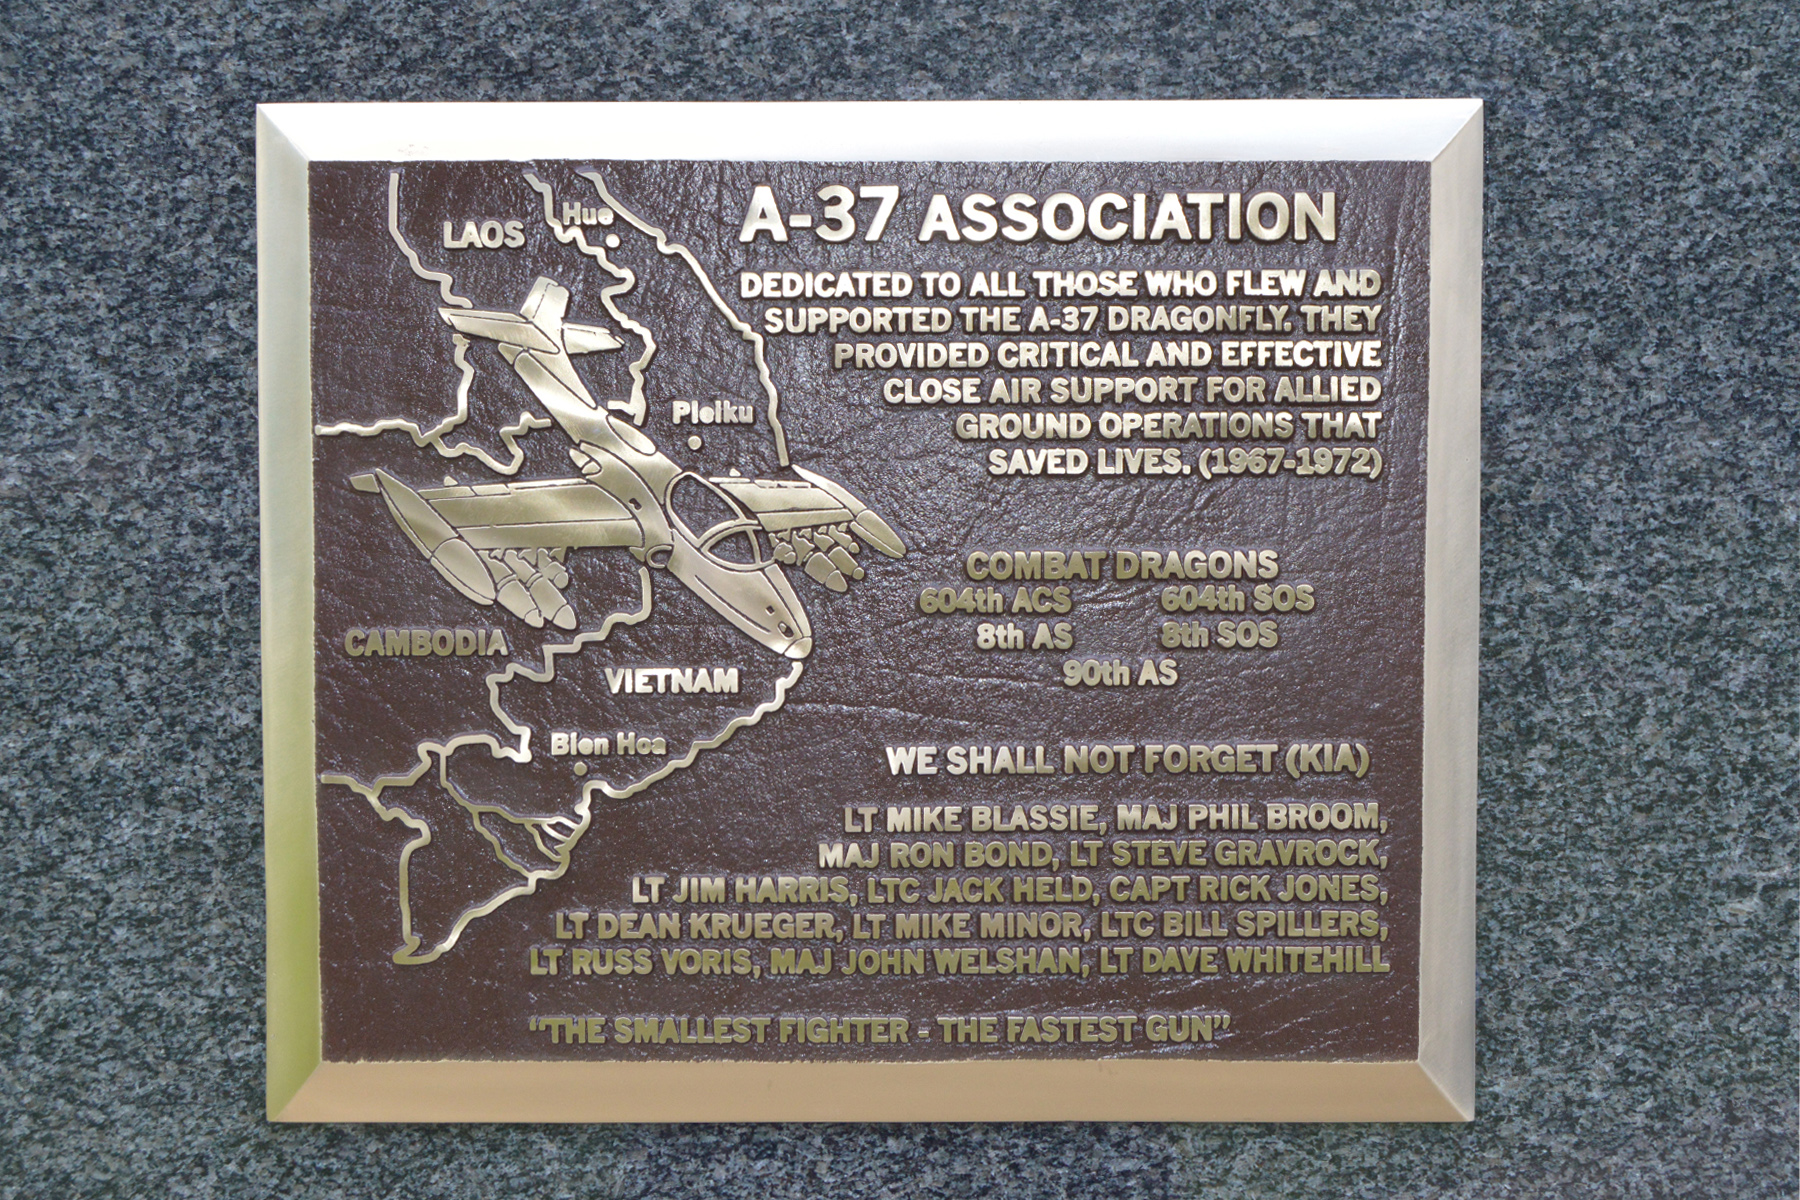 A-37 ASSOCIATION
DEDICATED TO ALL THOSE WHO FLEW AND
SUPPORTED THE A-37 DRAGONFLY. THEY
PROVIDED CRITICAL AND EFFECTIVE
CLOSE AIR SUPPORT FOR ALLIED
GROUND OPERATIONS THAT
SAVED LIVES. (1967-1972)
LAOS
Hue
Pleiku
CAMBODIA
VIETNAM
Bien Hoa
COMBAT DRAGONS
604th ACS 604th SOS
8th AS 8th SOS
90th AS
WE SHALL NOT FORGET (KIA)
LT MIKE BLASSIE, MAJ PHIL BROOM,
MAJ RON BOND, LT STEVE GRAVROCK,
LT JIM HARRIS, LTC JACK HELD, CAPT RICK JONES,
LT DEAN KRUEGER, LT MIKE MINOR, LTC BILL SPILLERS,
LT RUSS VORIS, MAJ JOHN WELSHAN, LT DAVE WHITEHILL
"THE SMALLEST FIGHTER - THE FASTEST GUN"